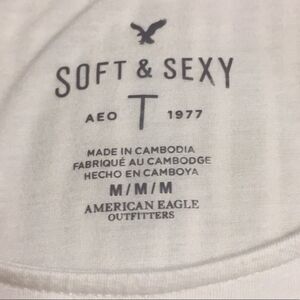 SOFT & SEXY
AEO T 1977
MADE IN CAMBODIA
FABRIQUÉ AU CAMBODGE
HECHO EN CAMBOYA
M/M/M
AMERICAN EAGLE
OUTFITTERS